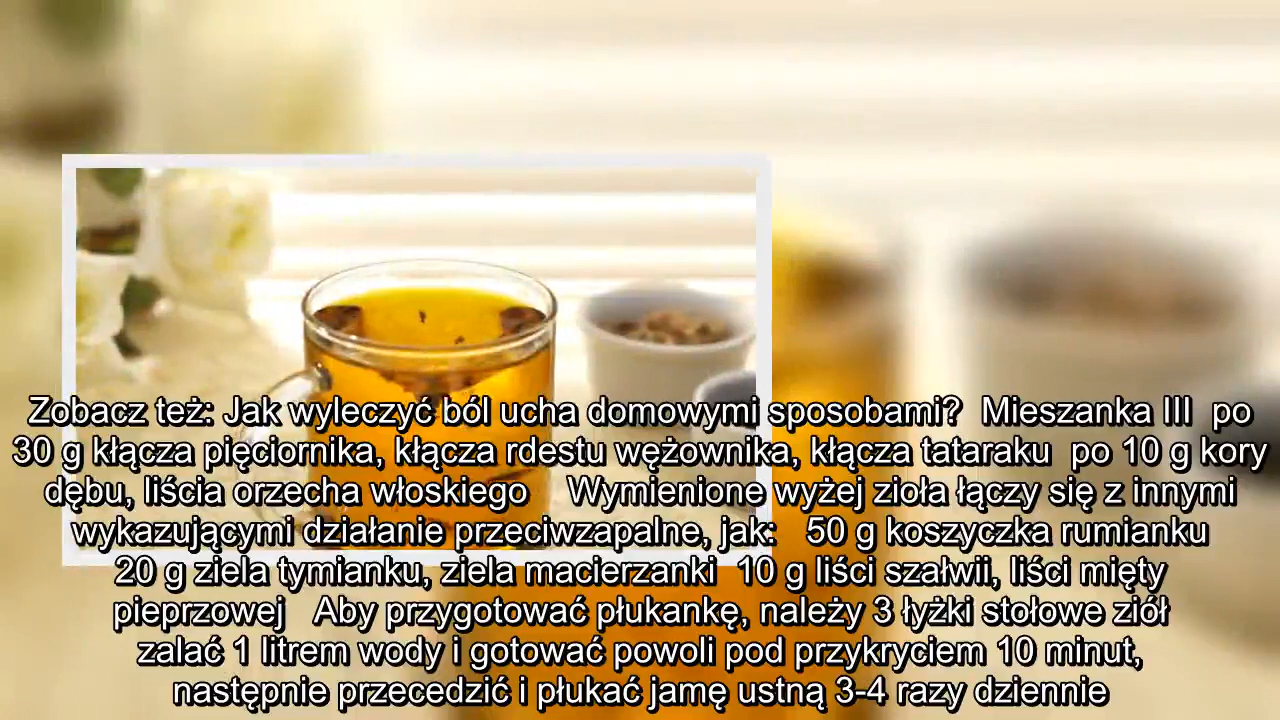 Zobacz też: Jak wyleczyć ból ucha domowymi sposobami? Mieszanka III po
30 g kłącza pięciornika, kłącza rdestu wężownika, kłącza tataraku po 10 g kory
dębu, liścia orzecha włoskiego Wymienione wyżej zioła łączy się z innymi
wykazującymi działanie przeciwzapalne, jak: 50 g koszyczka rumianku
20 g ziela tymianku, ziela macierzanki 10 g liści szałwii, liści mięty
pieprzowej Aby przygotować płukankę, należy 3 łyżki stołowe ziół
zalać 1 litrem wody i gotować powoli pod przykryciem 10 minut,
następnie przecedzić i płukać jamę ustną 3-4 razy dziennie